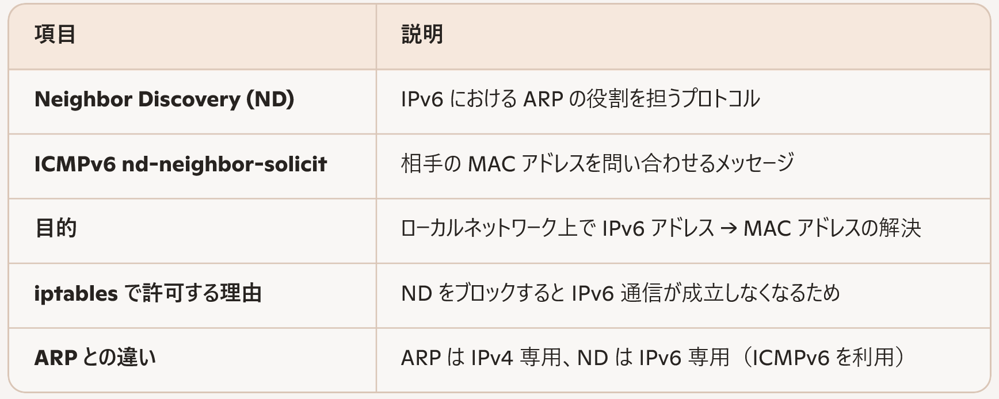 項目
説明
Neighbor Discovery (ND)
IPv6 における ARP の役割を担うプロトコル
ICMPv6 nd-neighbor-solicit
相手の MAC アドレスを問い合わせるメッセージ
目的
ローカルネットワーク上で IPv6 アドレス → MAC アドレスの解決
iptables で許可する理由
ND をブロックすると IPv6 通信が成立しなくなるため
ARP との違い
ARP は IPv4 専用、ND は IPv6 専用（ICMPv6 を利用）